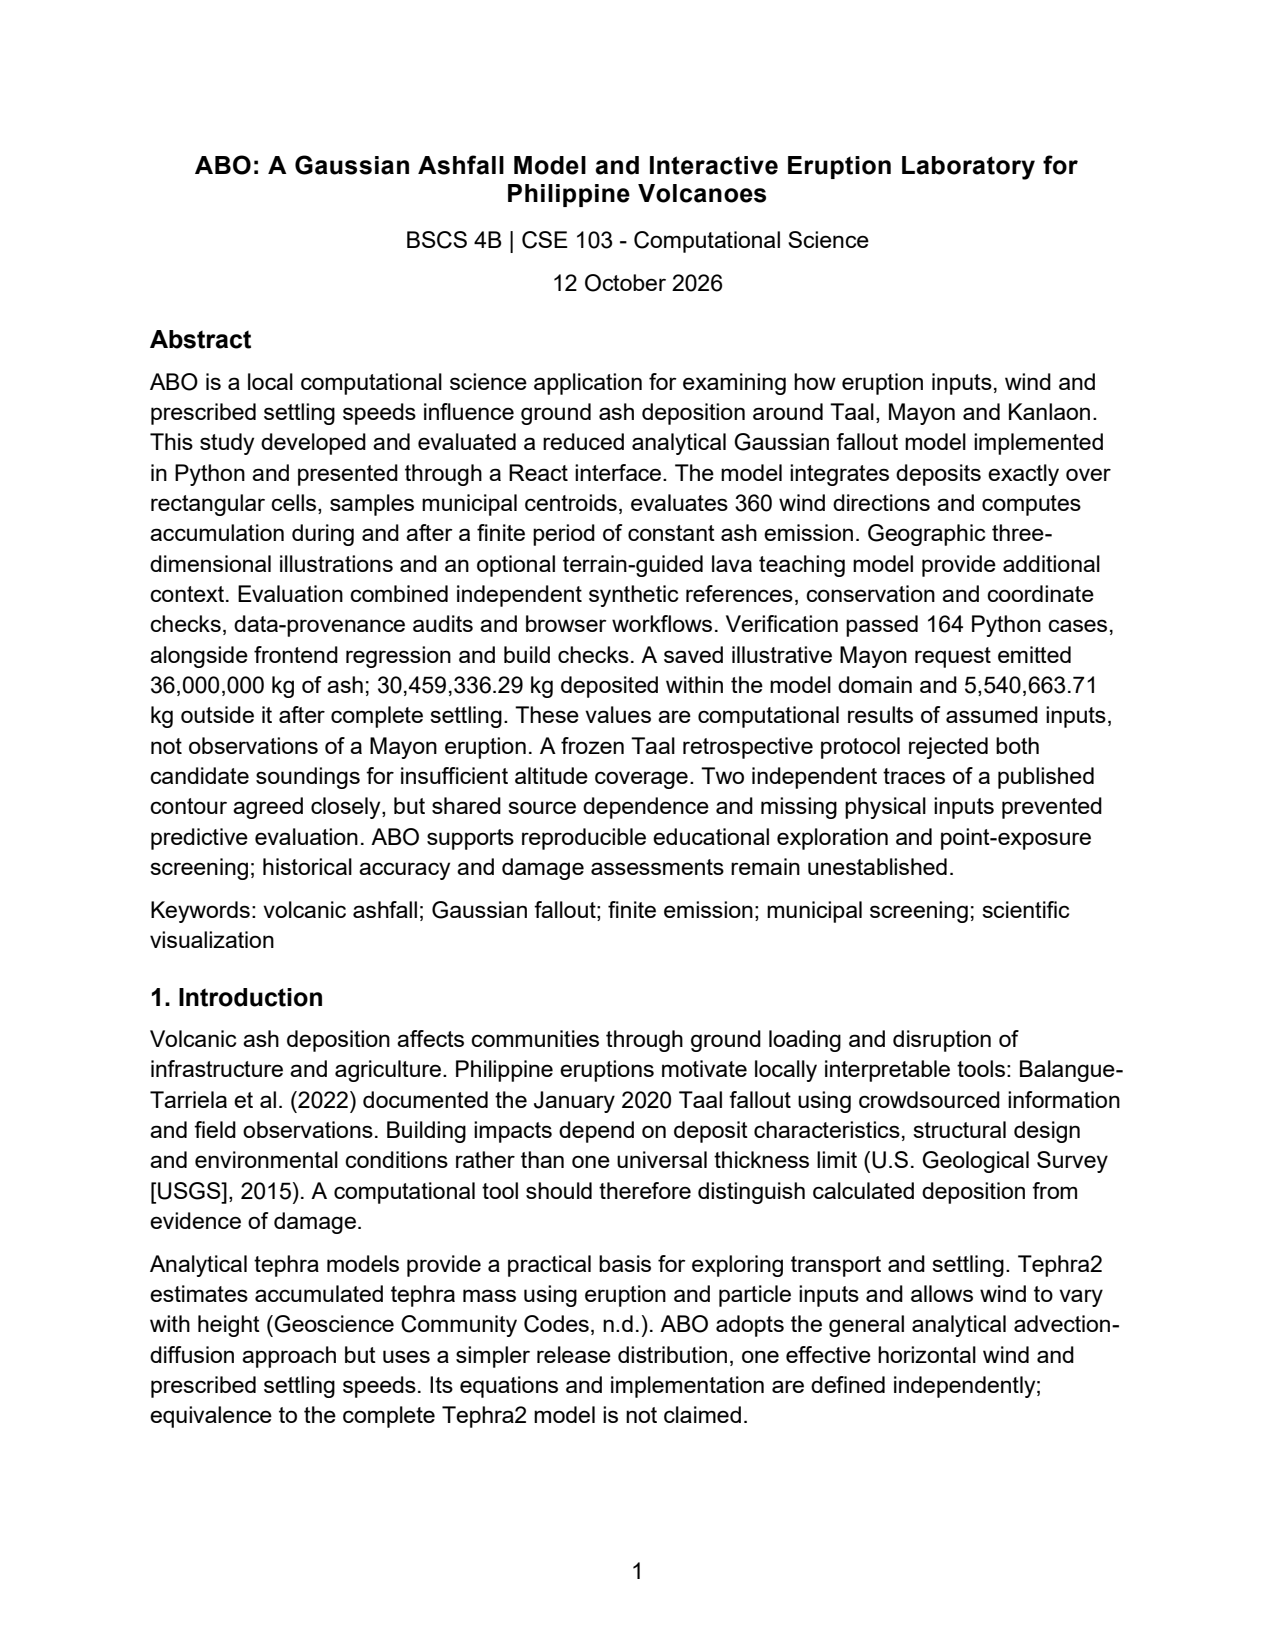 ABO: A Gaussian Ashfall Model and Interactive Eruption Laboratory for
Philippine Volcanoes
BSCS 4B | CSE 103 - Computational Science
12 October 2026
Abstract
ABO is a local computational science application for examining how eruption inputs, wind and
prescribed settling speeds influence ground ash deposition around Taal, Mayon and Kanlaon.
This study developed and evaluated a reduced analytical Gaussian fallout model implemented
in Python and presented through a React interface. The model integrates deposits exactly over
rectangular cells, samples municipal centroids, evaluates 360 wind directions and computes
accumulation during and after a finite period of constant ash emission. Geographic three-
dimensional illustrations and an optional terrain-guided lava teaching model provide additional
context. Evaluation combined independent synthetic references, conservation and coordinate
checks, data-provenance audits and browser workflows. Verification passed 164 Python cases,
alongside frontend regression and build checks. A saved illustrative Mayon request emitted
36,000,000 kg of ash; 30,459,336.29 kg deposited within the model domain and 5,540,663.71
kg outside it after complete settling. These values are computational results of assumed inputs,
not observations of a Mayon eruption. A frozen Taal retrospective protocol rejected both
candidate soundings for insufficient altitude coverage. Two independent traces of a published
contour agreed closely, but shared source dependence and missing physical inputs prevented
predictive evaluation. ABO supports reproducible educational exploration and point-exposure
screening; historical accuracy and damage assessments remain unestablished.
Keywords: volcanic ashfall; Gaussian fallout; finite emission; municipal screening; scientific
visualization
1. Introduction
Volcanic ash deposition affects communities through ground loading and disruption of
infrastructure and agriculture. Philippine eruptions motivate locally interpretable tools: Balangue-
Tarriela et al. (2022) documented the January 2020 Taal fallout using crowdsourced information
and field observations. Building impacts depend on deposit characteristics, structural design
and environmental conditions rather than one universal thickness limit (U.S. Geological Survey
[USGS], 2015). A computational tool should therefore distinguish calculated deposition from
evidence of damage.
Analytical tephra models provide a practical basis for exploring transport and settling. Tephra2
estimates accumulated tephra mass using eruption and particle inputs and allows wind to vary
with height (Geoscience Community Codes, n.d.). ABO adopts the general analytical advection-
diffusion approach but uses a simpler release distribution, one effective horizontal wind and
prescribed settling speeds. Its equations and implementation are defined independently;
equivalence to the complete Tephra2 model is not claimed.
1